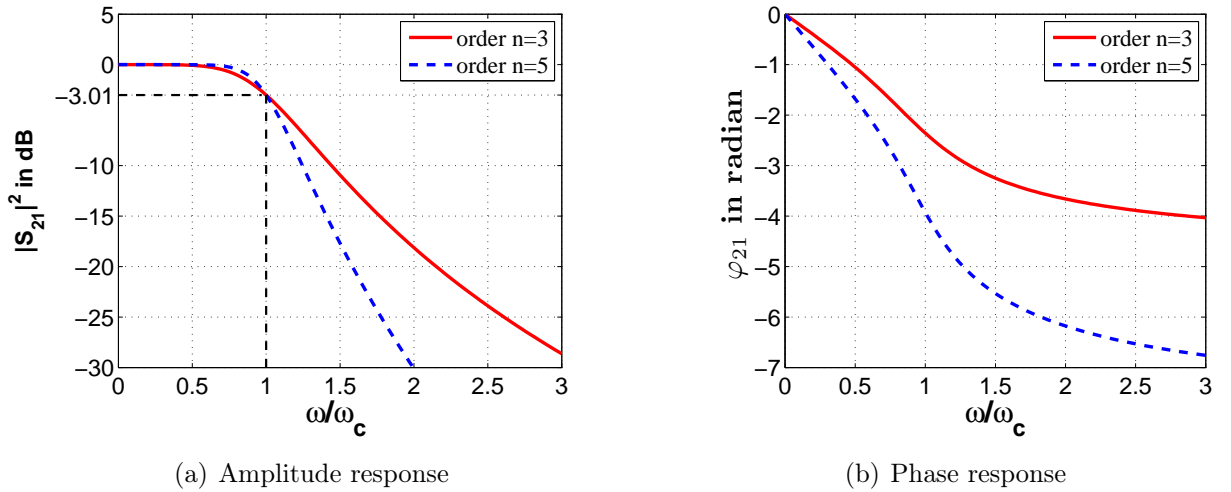 5
0
−3.01
−10
−15
−20
−25
−30
|S21|² in dB
order n=3
order n=5
0 0.5 1 1.5 2 2.5 3
ω/ωc
(a) Amplitude response
0
−1
−2
−3
−4
−5
−6
−7
φ21 in radian
order n=3
order n=5
0 0.5 1 1.5 2 2.5 3
ω/ωc
(b) Phase response